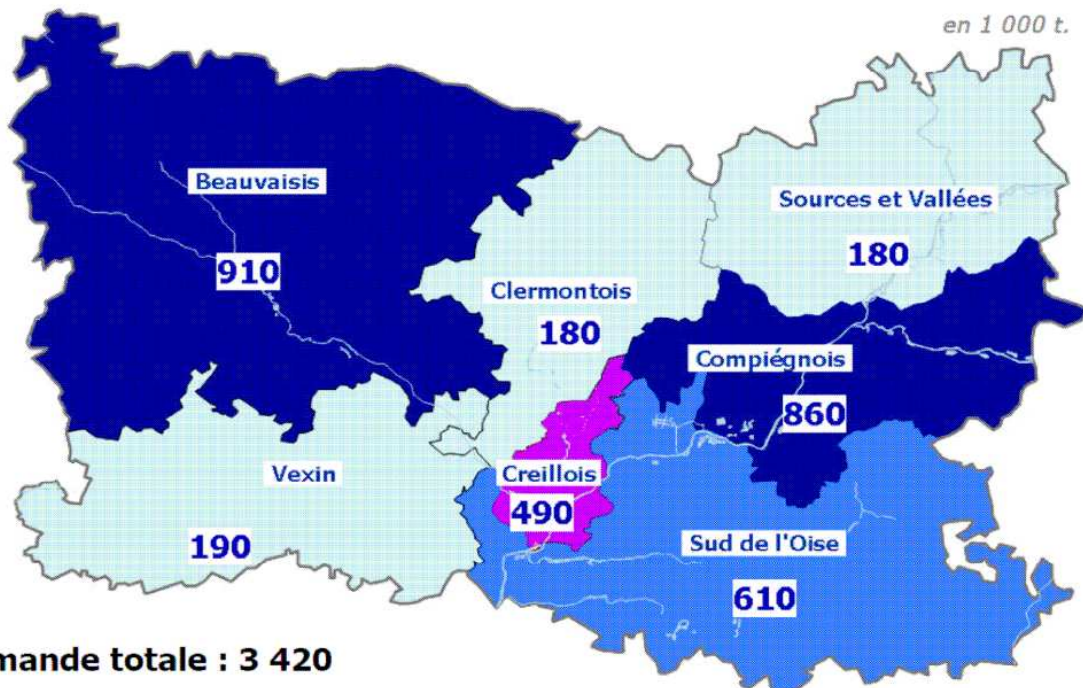 en 1 000 t.
Beauvaisis
910
Sources et Vallées
180
Clermontois
180
Compiégnois
860
Vexin
190
Creillois
490
Sud de l'Oise
610
mande totale : 3 420